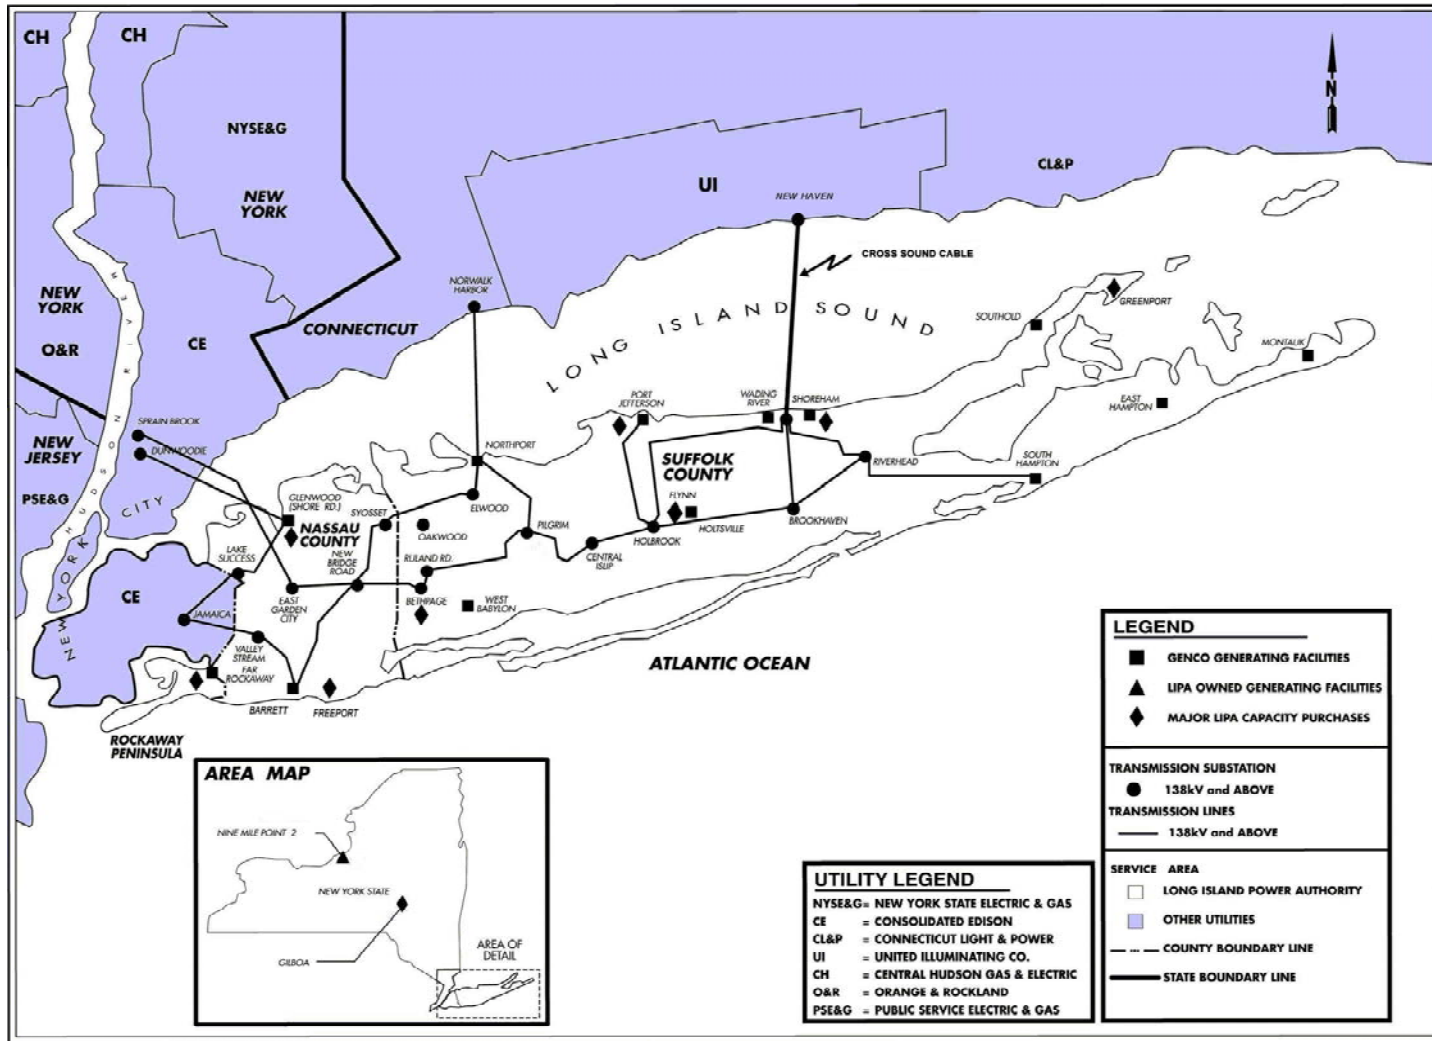 CH
CH
NYSE&G
NEW
YORK
UI
CL&P
N
NEW HAVEN
CROSS SOUND CABLE
NORWALK
HARBOR
NEW
YORK
O&R
CE
CONNECTICUT
LONG ISLAND SOUND
GREENPORT
SOUTHOLD
MONTAUK
EAST
HAMPTON
SOUTH
HAMPTON
PORT
JEFFERSON
WADING
RIVER
SHOREHAM
RIVERHEAD
SUFFOLK
COUNTY
FLYNN
HOLTSVILLE
BROOKHAVEN
HOLBROOK
CENTRAL
ISLIP
PILGRIM
NORTHPORT
ELWOOD
SPRAIN BROOK
DUNWOODIE
NEW
JERSEY
PSE&G
HUDSON RIVER
NEW YORK CITY
GLENWOOD
(SHORE RD.)
SYOSSET
NASSAU
COUNTY
OAKWOOD
NEW
BRIDGE
ROAD
RULAND RD.
LAKE
SUCCESS
CE
JAMAICA
EAST
GARDEN
CITY
BETHPAGE
WEST
BABYLON
VALLEY
STREAM
FAR
ROCKAWAY
BARRETT
FREEPORT
ROCKAWAY
PENINSULA
ATLANTIC OCEAN
AREA MAP
NINE MILE POINT 2
NEW YORK STATE
GILBOA
AREA OF
DETAIL
UTILITY LEGEND
NYSE&G= NEW YORK STATE ELECTRIC & GAS
CE = CONSOLIDATED EDISON
CL&P = CONNECTICUT LIGHT & POWER
UI = UNITED ILLUMINATING CO.
CH = CENTRAL HUDSON GAS & ELECTRIC
O&R = ORANGE & ROCKLAND
PSE&G = PUBLIC SERVICE ELECTRIC & GAS
LEGEND
GENCO GENERATING FACILITIES
LIPA OWNED GENERATING FACILITIES
MAJOR LIPA CAPACITY PURCHASES
TRANSMISSION SUBSTATION
138kV and ABOVE
TRANSMISSION LINES
138kV and ABOVE
SERVICE AREA
LONG ISLAND POWER AUTHORITY
OTHER UTILITIES
COUNTY BOUNDARY LINE
STATE BOUNDARY LINE